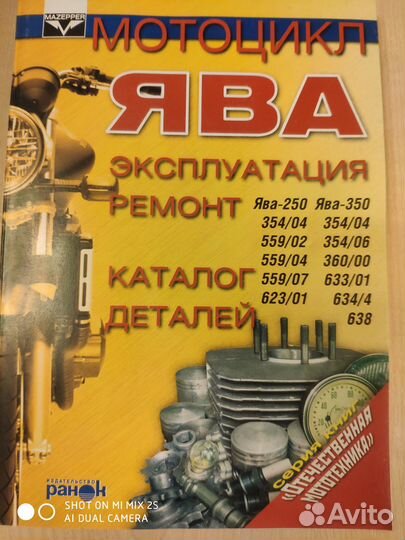 MAZEPPER
МОТОЦИКЛ
ЯВА
ЭКСПЛУАТАЦИЯ
РЕМОНТ
КАТАЛОГ
ДЕТАЛЕЙ
Ява-250
354/04
559/02
559/04
559/07
623/01
Ява-350
354/04
354/06
360/00
633/01
634/4
638
серия книг
«ОТЕЧЕСТВЕННАЯ
МОТОТЕХНИКА»
ИЗДАТЕЛЬСТВО
РАНОК
SHOT ON MI MIX 2S
AI DUAL CAMERA
Avito